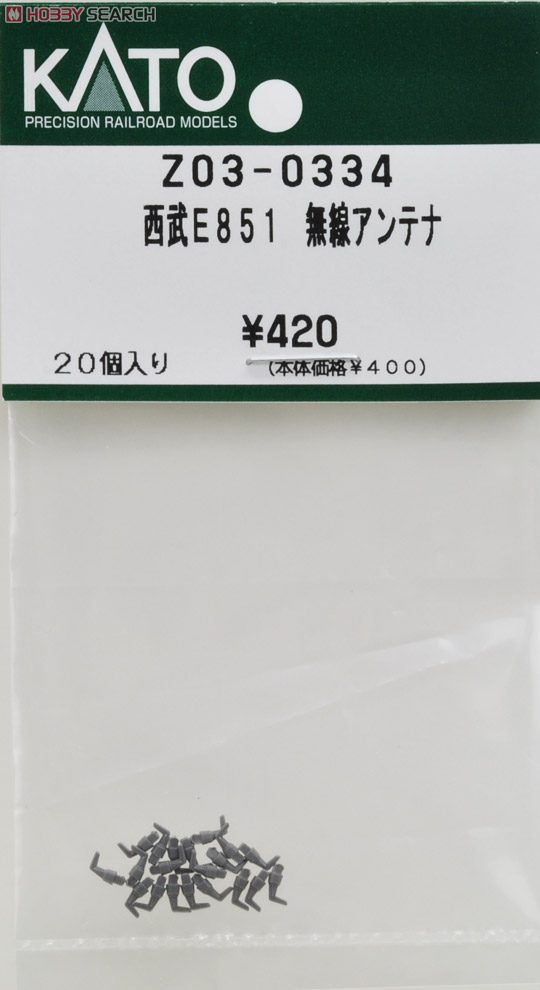 HOBBY SEARCH
KATO
PRECISION RAILROAD MODELS
Z03-0334
西武E851 無線アンテナ
¥420
20個入り (本体価格¥400)